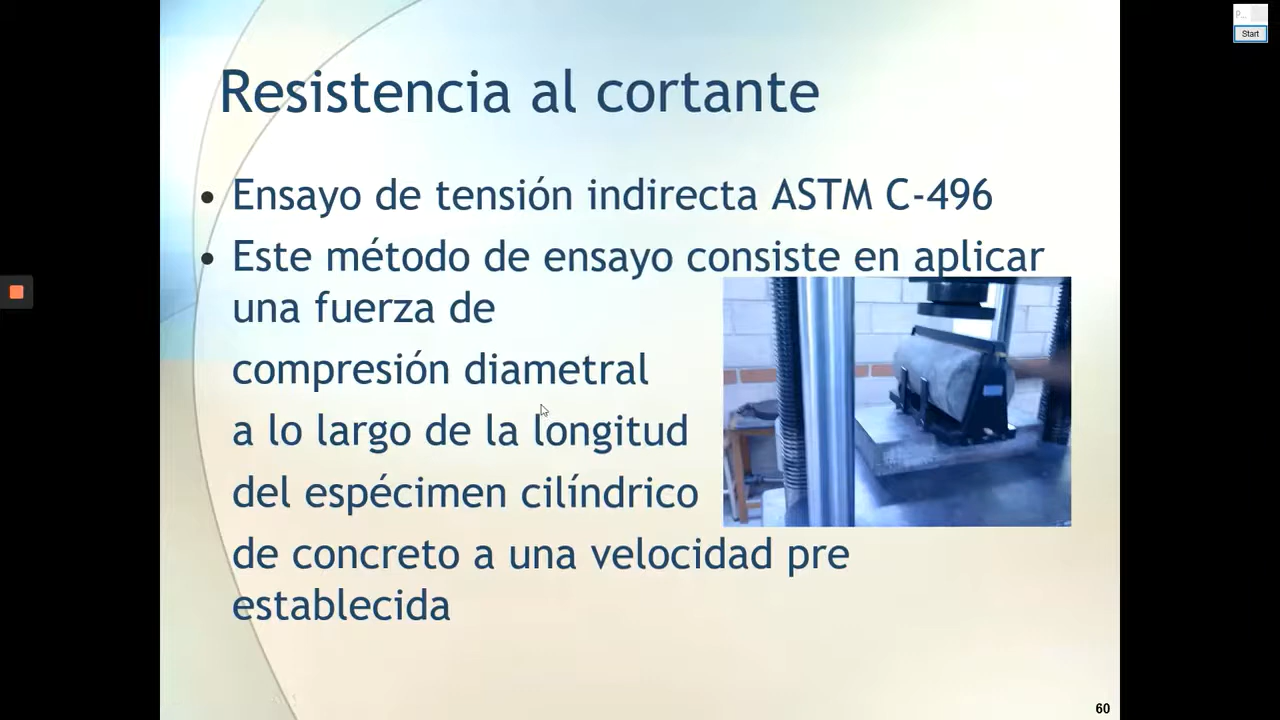 Resistencia al cortante
• Ensayo de tensión indirecta ASTM C-496
• Este método de ensayo consiste en aplicar
una fuerza de
compresión diametral
a lo largo de la longitud
del espécimen cilíndrico
de concreto a una velocidad pre
establecida
60
P...
Start